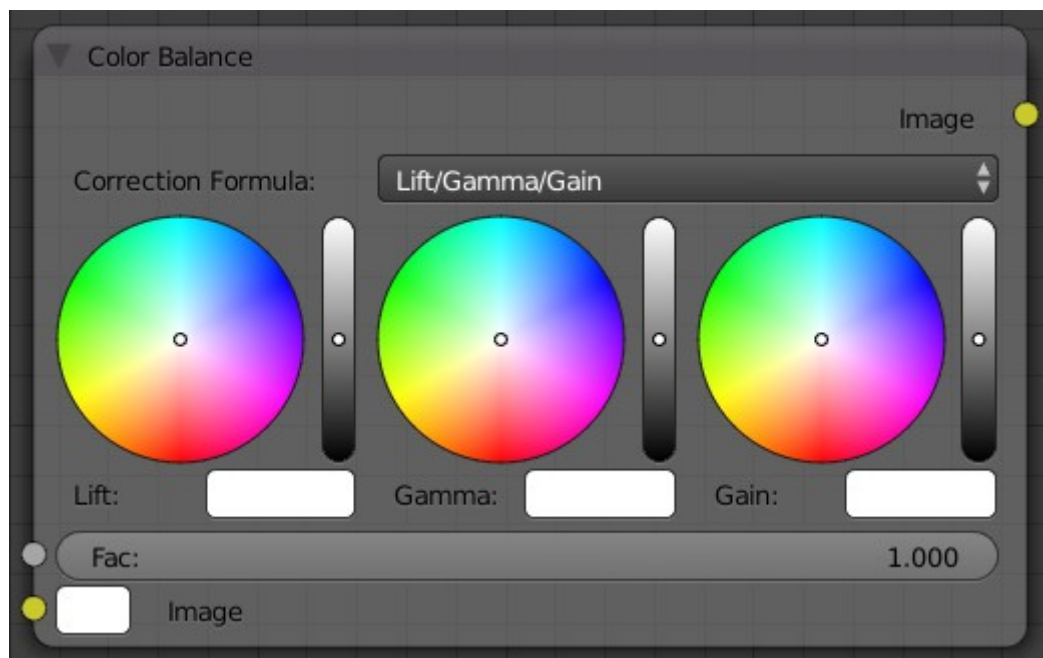 Color Balance
Image
Correction Formula: Lift/Gamma/Gain
Lift: Gamma: Gain:
Fac: 1.000
Image